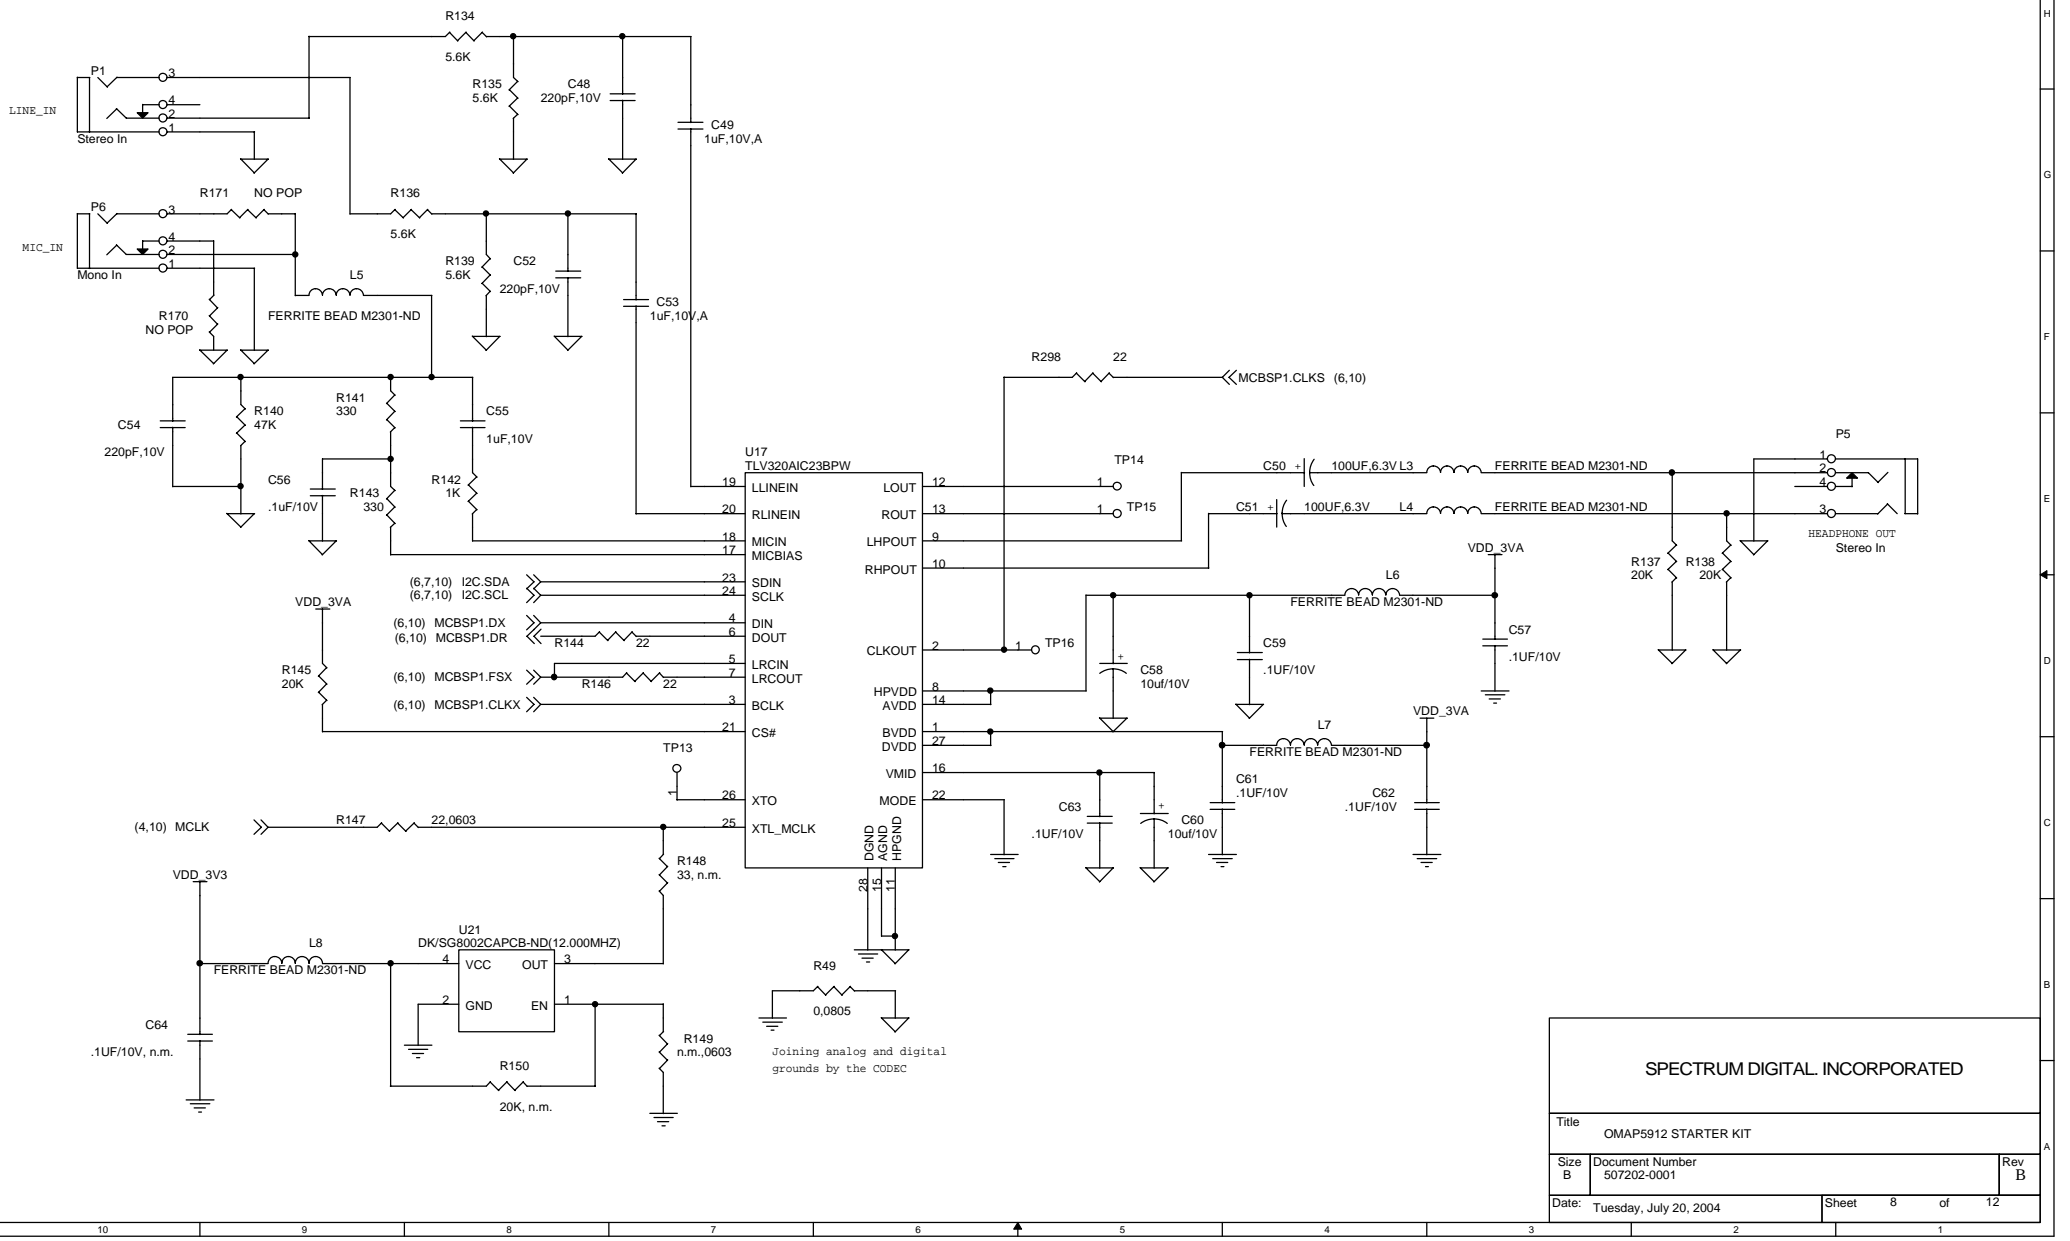 R134
5.6K
P1
3
4
2
1
LINE_IN
Stereo In
R135
5.6K
C48
220pF,10V
C49
1uF,10V,A
R171 NO POP
P6
3
4
2
1
MIC_IN
Mono In
R136
5.6K
R139
5.6K
C52
220pF,10V
L5
FERRITE BEAD M2301-ND
C53
1uF,10V,A
R170
NO POP
R298 22
MCBSP1.CLKS (6,10)
C54
220pF,10V
R140
47K
R141
330
C55
1uF,10V
C56
.1uF/10V
R143
330
R142
1K
U17
TLV320AIC23BPW
19 LLINEIN
20 RLINEIN
18 MICIN
17 MICBIAS
23 SDIN
24 SCLK
4 DIN
6 DOUT
5 LRCIN
7 LRCOUT
3 BCLK
21 CS#
26 XTO
25 XTL_MCLK
LOUT 12
ROUT 13
LHPOUT 9
RHPOUT 10
CLKOUT 2
HPVDD 8
AVDD 14
BVDD 1
DVDD 27
VMID 16
MODE 22
DGND
AGND
HPGND
28
15
11
(6,7,10) I2C.SDA
(6,7,10) I2C.SCL
(6,10) MCBSP1.DX
(6,10) MCBSP1.DR
R144 22
(6,10) MCBSP1.FSX
R146 22
(6,10) MCBSP1.CLKX
VDD_3VA
R145
20K
TP13
1
(4,10) MCLK
R147 22,0603
R148
33, n.m.
TP14
1
1 TP15
1 TP16
C50 + 100UF,6.3V L3 FERRITE BEAD M2301-ND
C51 + 100UF,6.3V L4 FERRITE BEAD M2301-ND
P5
1
2
4
3
HEADPHONE OUT
Stereo In
R137
20K
R138
20K
VDD_3VA
L6
FERRITE BEAD M2301-ND
C57
.1UF/10V
C59
.1UF/10V
+
C58
10uf/10V
VDD_3VA
L7
FERRITE BEAD M2301-ND
C61
.1UF/10V
C62
.1UF/10V
C63
.1UF/10V
+
C60
10uf/10V
VDD_3V3
L8
FERRITE BEAD M2301-ND
C64
.1UF/10V, n.m.
U21
DK/SG8002CAPCB-ND(12.000MHZ)
4 VCC OUT 3
2 GND EN 1
R149
n.m.,0603
R150
20K, n.m.
R49
0,0805
Joining analog and digital
grounds by the CODEC
SPECTRUM DIGITAL. INCORPORATED
Title
OMAP5912 STARTER KIT
Size Document Number Rev
B 507202-0001 B
Date: Tuesday, July 20, 2004 Sheet 8 of 12
H
G
F
E
D
C
B
A
10 9 8 7 6 5 4 3 2 1